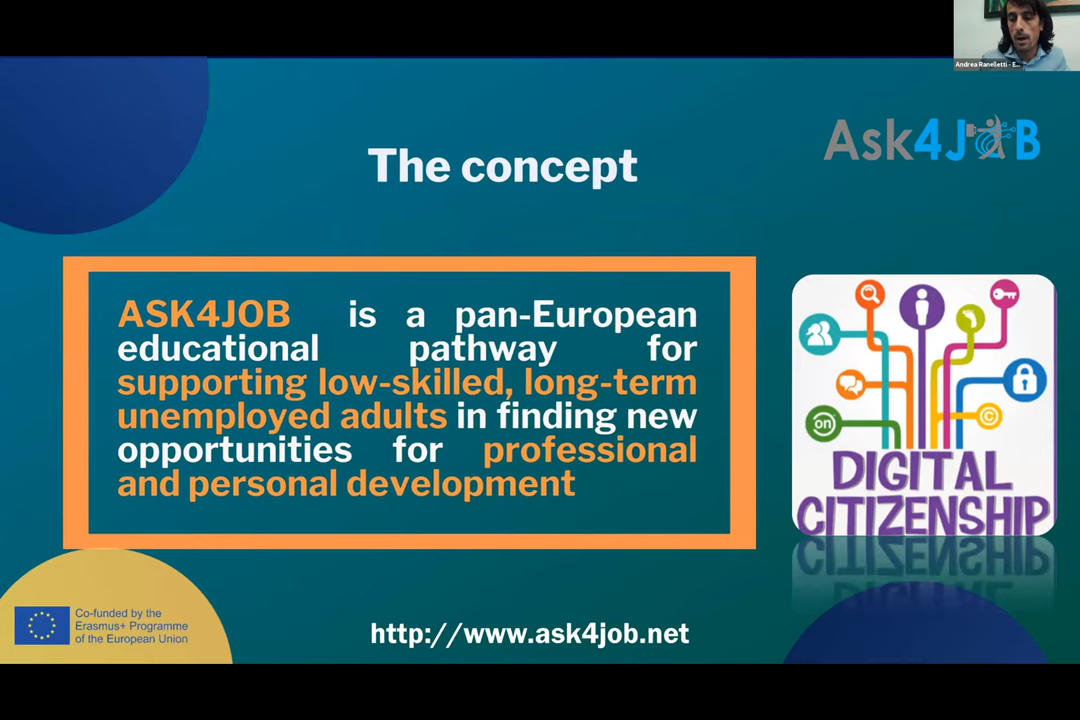 Andrea Ranelletti - E...
Ask4JOB
The concept
ASK4JOB is a pan-European
educational pathway for
supporting low-skilled, long-term
unemployed adults in finding new
opportunities for professional
and personal development
on
©
DIGITAL
CITIZENSHIP
Co-funded by the
Erasmus+ Programme
of the European Union
http://www.ask4job.net